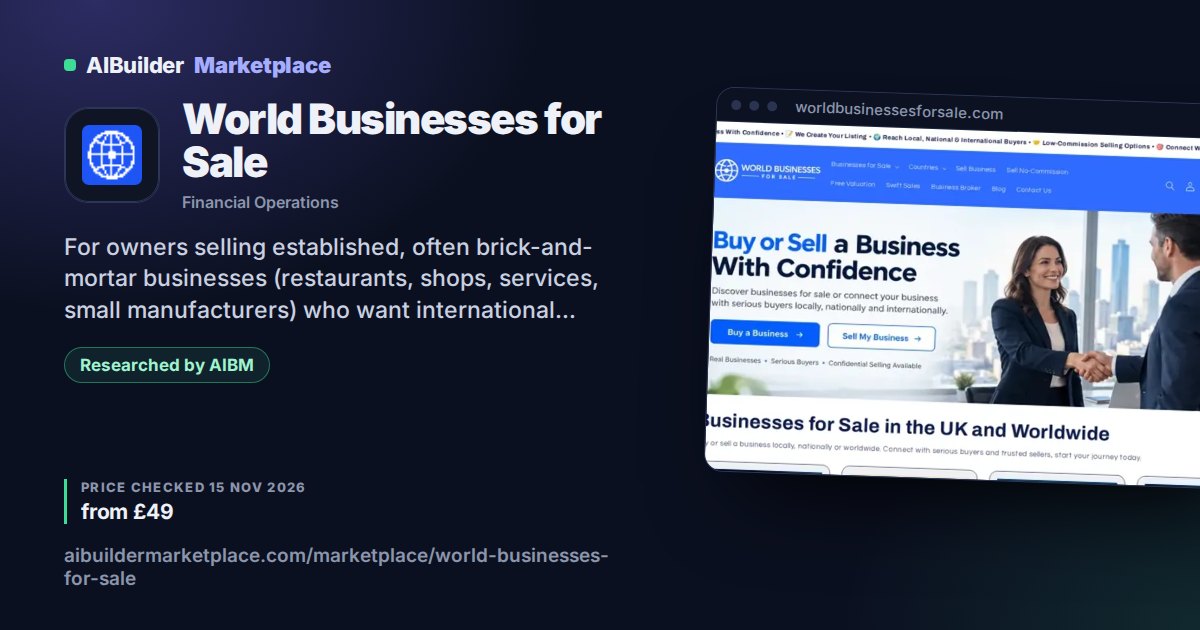 AIBuilder Marketplace
World Businesses for
Sale
Financial Operations
For owners selling established, often brick-and-
mortar businesses (restaurants, shops, services,
small manufacturers) who want international...
Researched by AIBM
PRICE CHECKED 15 NOV 2026
from £49
aibuildermarketplace.com/marketplace/world-businesses-
for-sale
worldbusinessesforsale.com
ss With Confidence • 📝 We Create Your Listing • 🌍 Reach Local, National & International Buyers • 🤝 Low-Commission Selling Options • 🎯 Connect W
WORLD BUSINESSES
FOR SALE
Businesses for Sale Countries Sell Business Sell No-Commission
Free Valuation Swift Sales Business Broker Blog Contact Us
Buy or Sell a Business
With Confidence
Discover businesses for sale or connect your business
with serious buyers locally, nationally and internationally.
Buy a Business → Sell My Business →
Real Businesses • Serious Buyers • Confidential Selling Available
Businesses for Sale in the UK and Worldwide
y or sell a business locally, nationally or worldwide. Connect with serious buyers and trusted sellers, start your journey today.